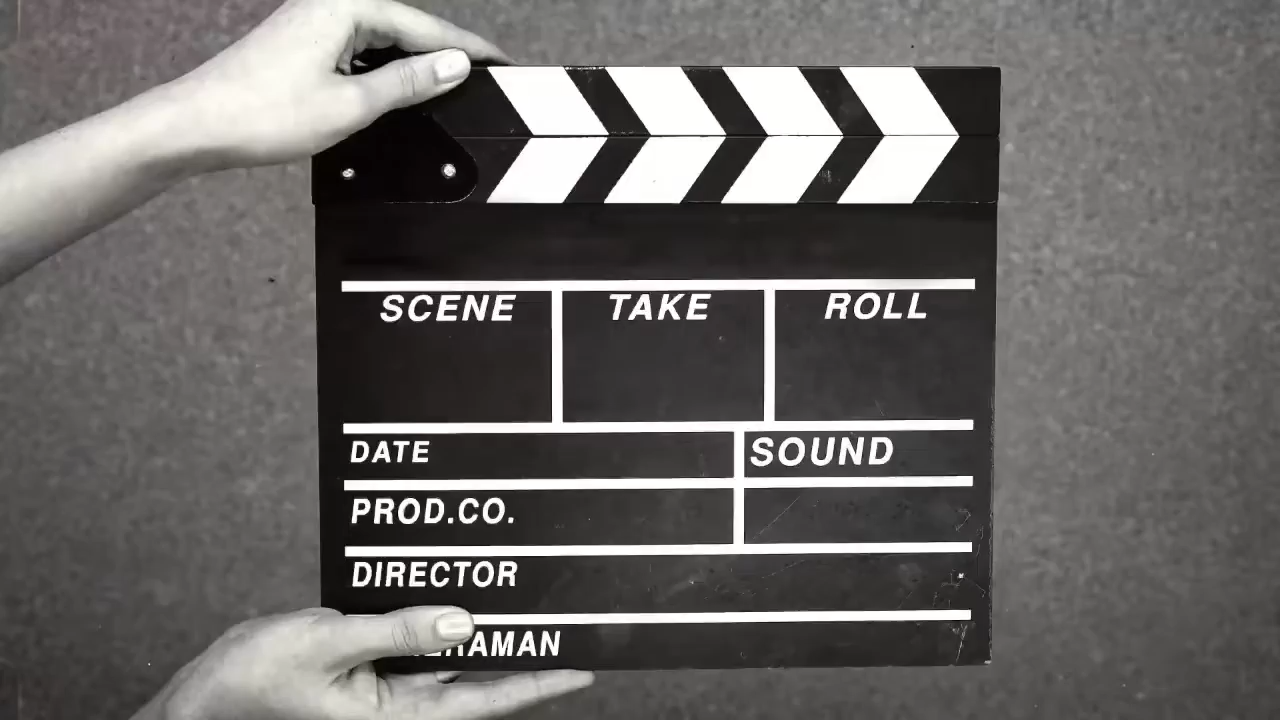 SCENE TAKE ROLL
DATE SOUND
PROD.CO.
DIRECTOR